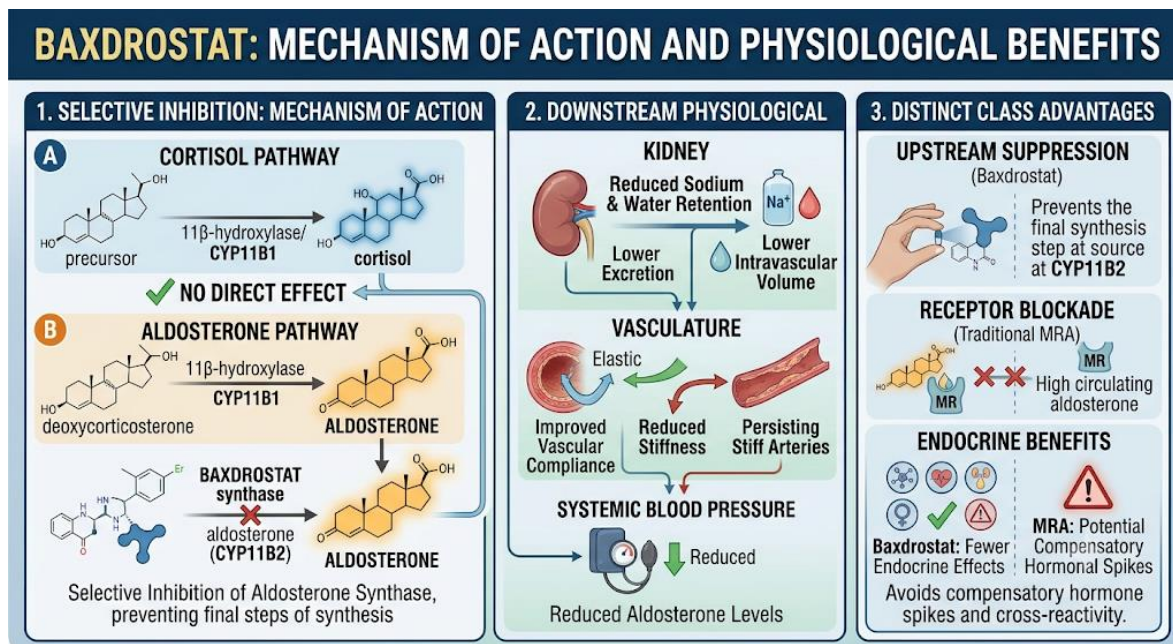 BAXDROSTAT: MECHANISM OF ACTION AND PHYSIOLOGICAL BENEFITS
1. SELECTIVE INHIBITION: MECHANISM OF ACTION
A
CORTISOL PATHWAY
OH
HO
precursor
11β-hydroxylase/
CYP11B1
HO
O
OH
HO
cortisol
NO DIRECT EFFECT
B
ALDOSTERONE PATHWAY
OH
HO
deoxycorticosterone
11β-hydroxylase
CYP11B1
O
OH
O
ALDOSTERONE
Er
HN
NH
O
BAXDROSTAT
synthase
aldosterone
(CYP11B2)
O
OH
O
ALDOSTERONE
Selective Inhibition of Aldosterone Synthase,
preventing final steps of synthesis
2. DOWNSTREAM PHYSIOLOGICAL
KIDNEY
Reduced Sodium
& Water Retention
Na+
Lower
Excretion
Lower
Intravascular
Volume
VASCULATURE
Elastic
Improved
Vascular
Compliance
Reduced
Stiffness
Persisting
Stiff Arteries
SYSTEMIC BLOOD PRESSURE
Reduced
Reduced Aldosterone Levels
3. DISTINCT CLASS ADVANTAGES
UPSTREAM SUPPRESSION
(Baxdrostat)
N
O
Prevents the
final synthesis
step at source
at CYP11B2
RECEPTOR BLOCKADE
(Traditional MRA)
O
OH
HO
MR
MR
High circulating
aldosterone
ENDOCRINE BENEFITS
Baxdrostat: Fewer
Endocrine Effects
MRA: Potential
Compensatory
Hormonal Spikes
Avoids compensatory hormone
spikes and cross-reactivity.